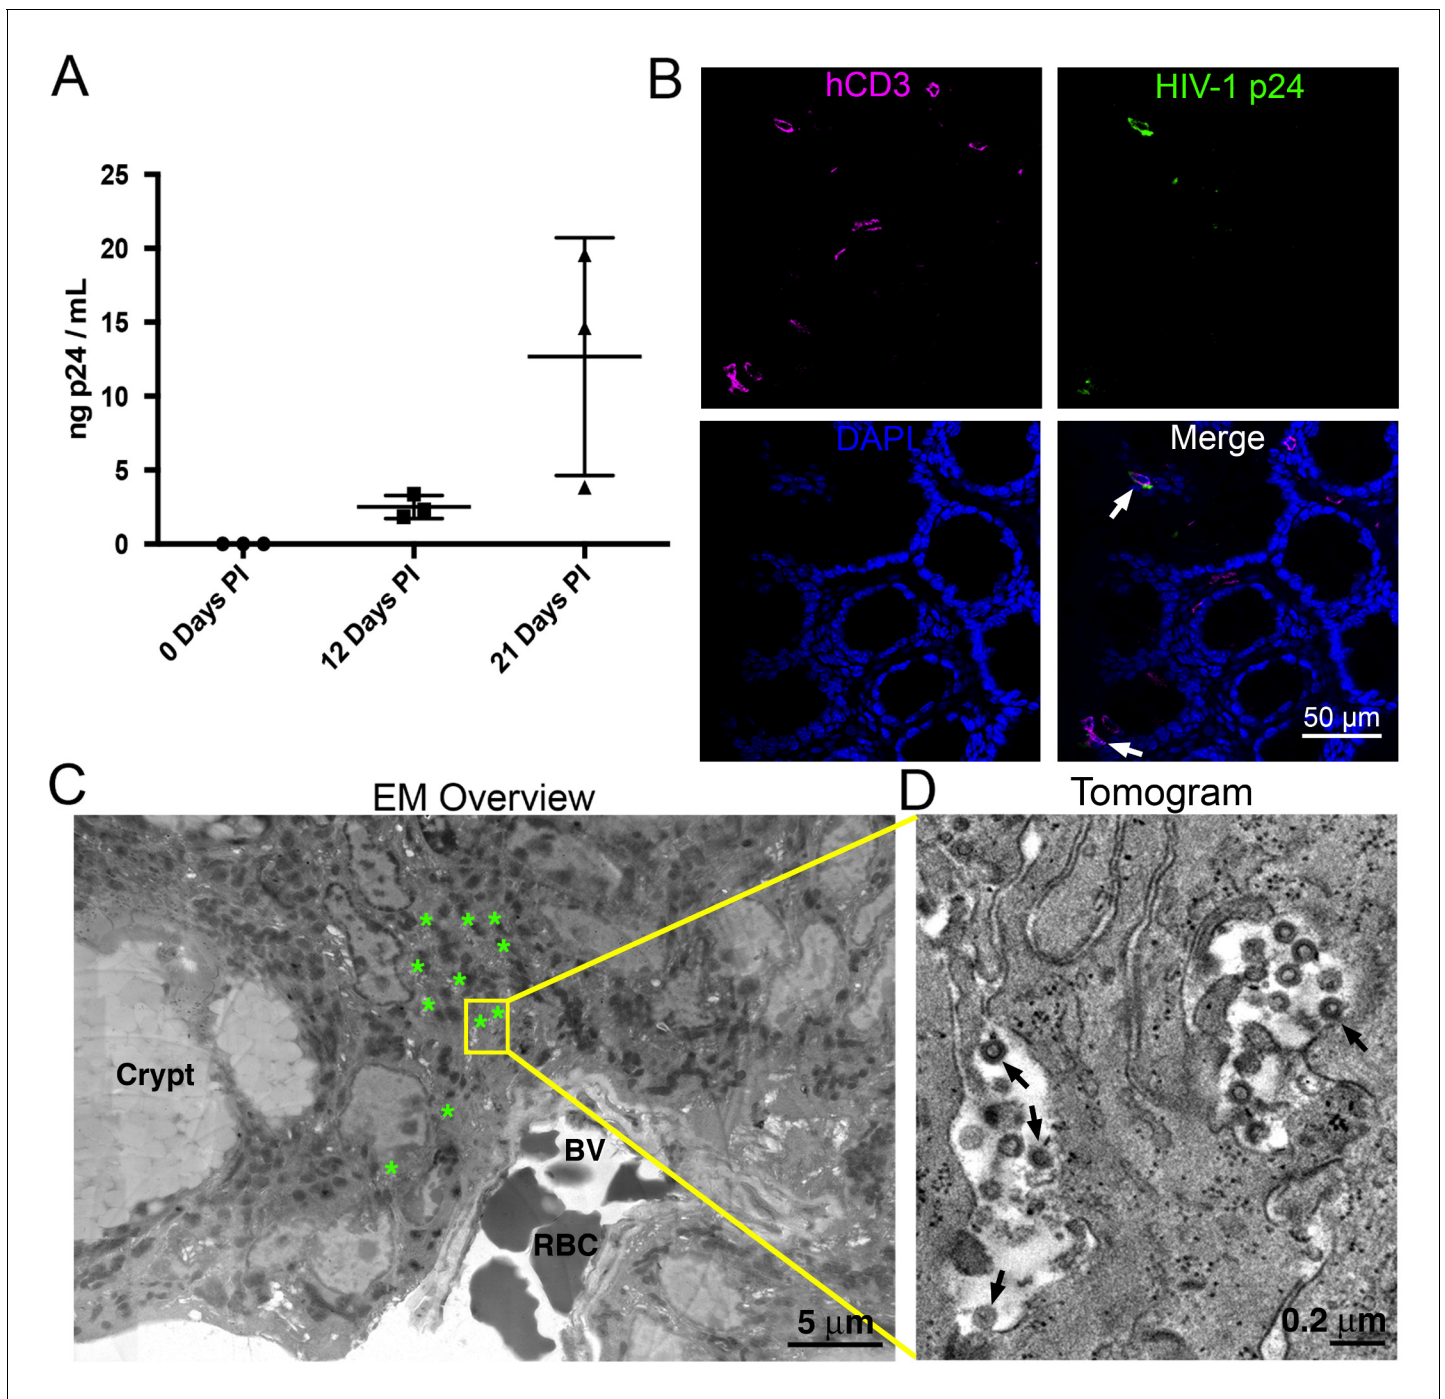 A
25
20
15
10
5
0
ng p24 / mL
0 Days PI
12 Days PI
21 Days PI
B
hCD3
HIV-1 p24
DAPI
Merge
50 µm
C
EM Overview
Crypt
BV
RBC
5 µm
D
Tomogram
0.2 µm